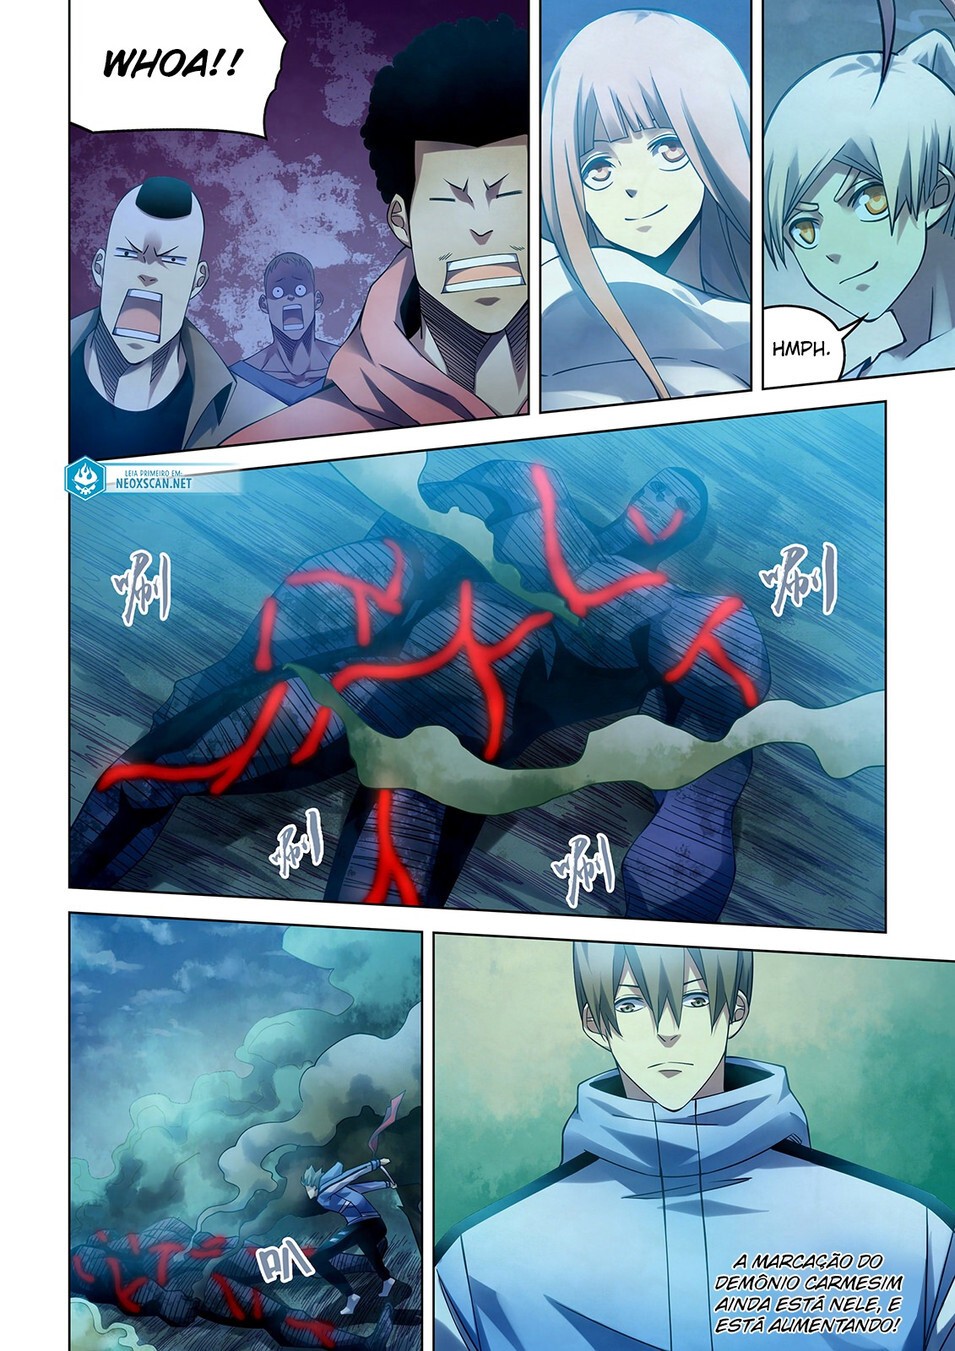 WHOA!!
HMPH.
LEIA PRIMEIRO EM:
NEOXSCAN.NET
唰
唰
唰
唰
叭
A MARCAÇÃO DO
DEMÔNIO CARMESIM
AINDA ESTÁ NELE, E
ESTÁ AUMENTANDO!